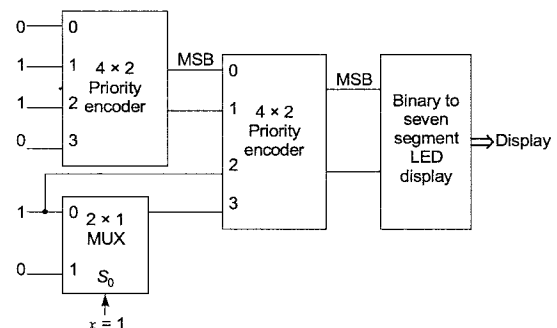 0 0
1 1
1 2
0 3
4 × 2
Priority
encoder
MSB
0
1
2
3
4 × 2
Priority
encoder
MSB
Binary to
seven
segment
LED
display
Display
1 0
0 1
2 × 1
MUX
S₀
x = 1